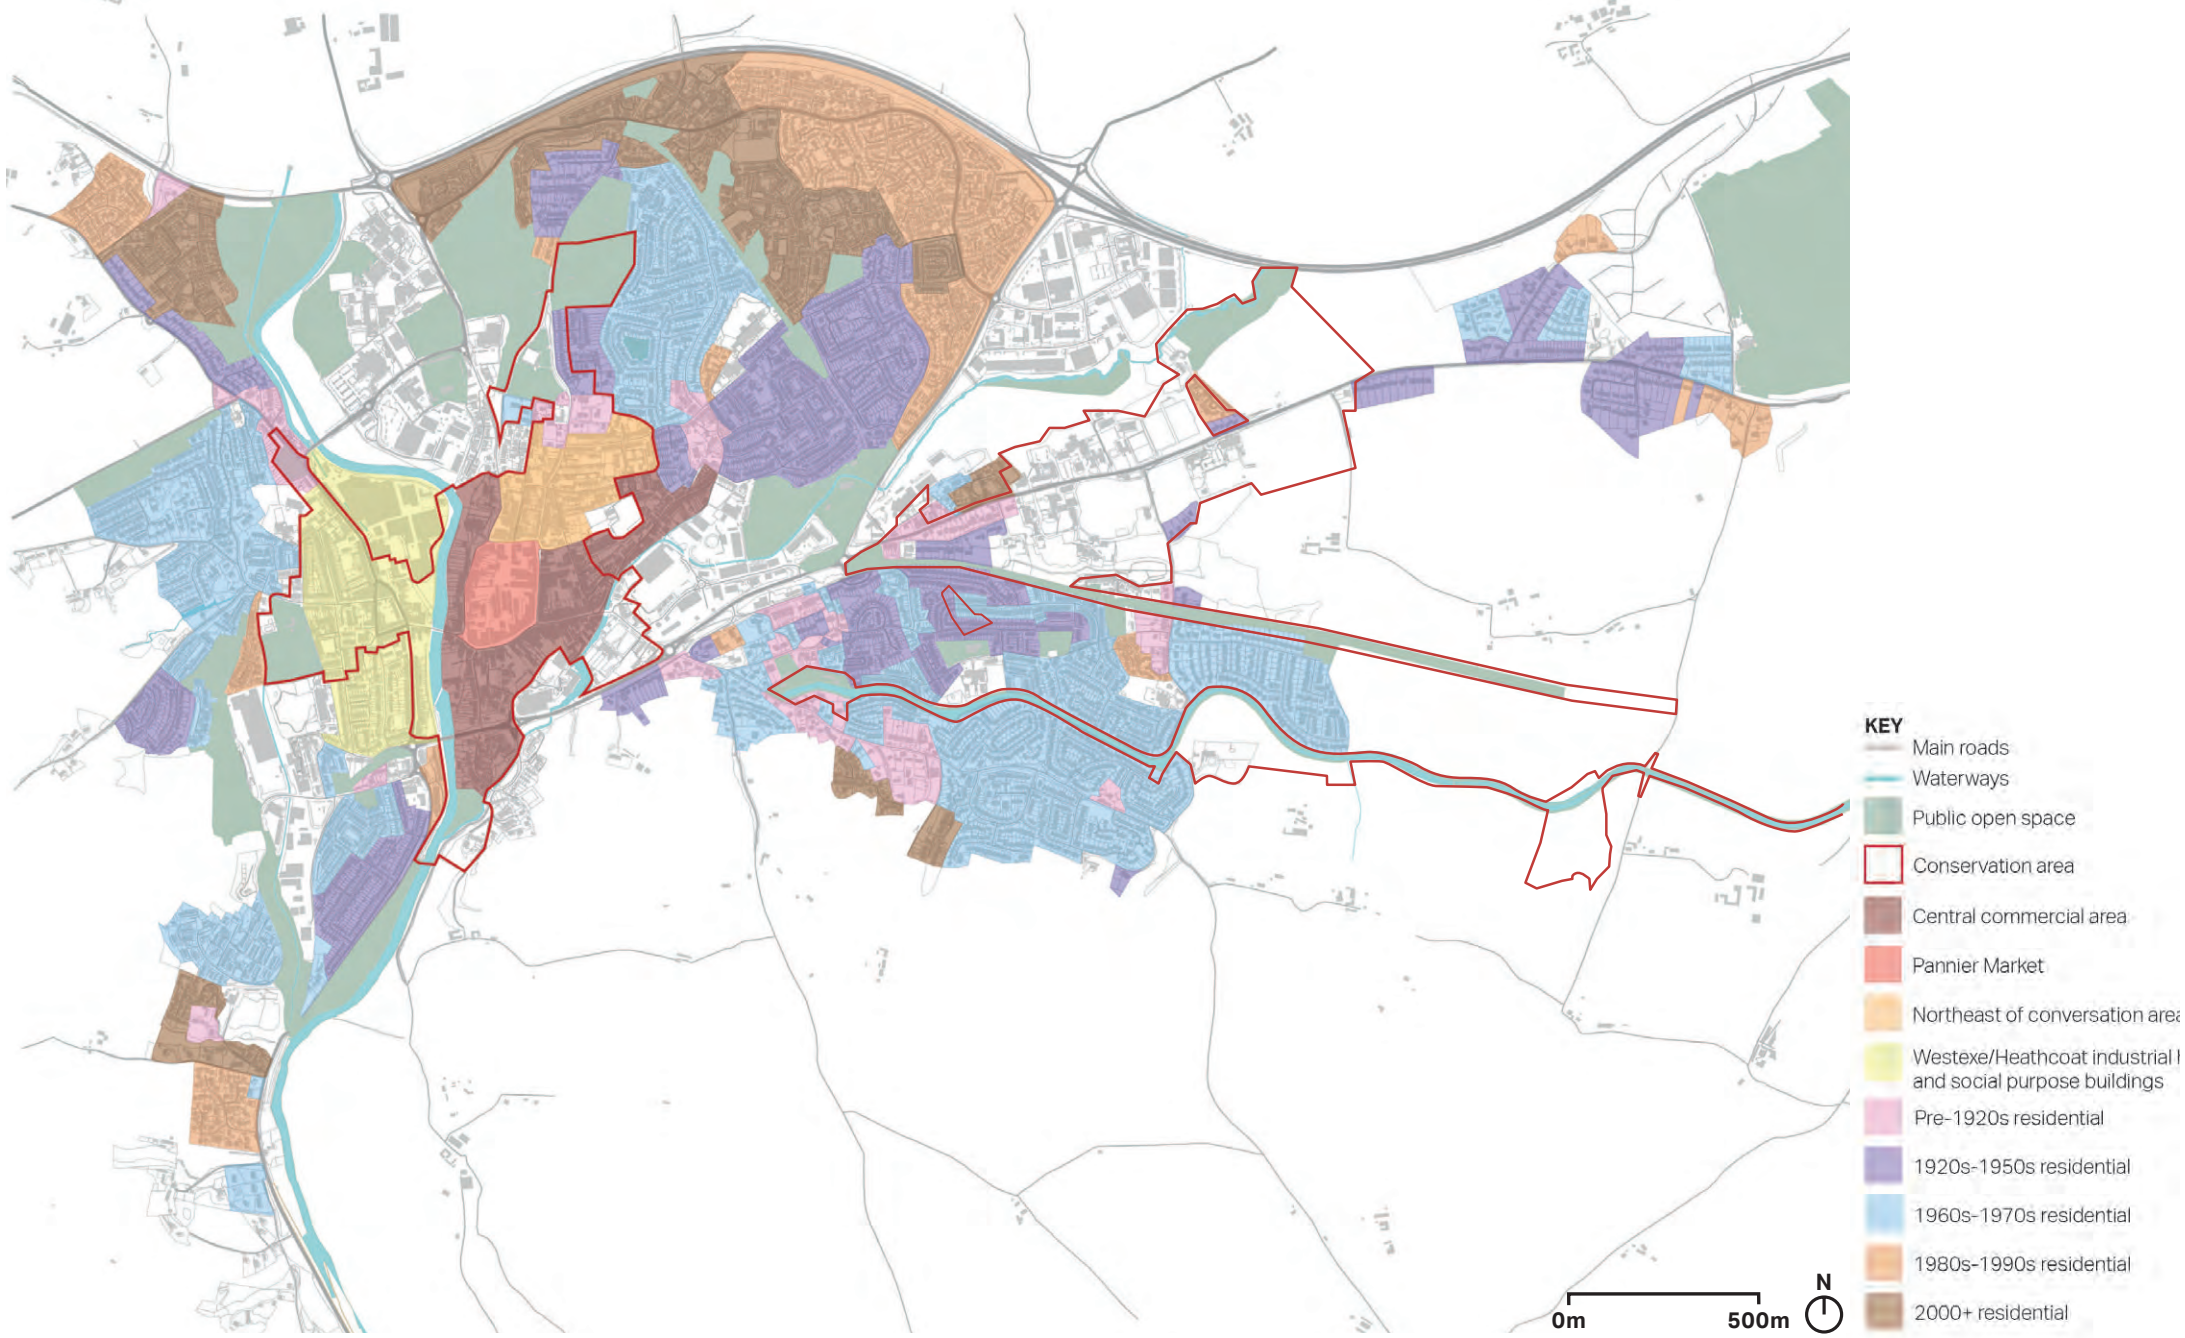 KEY
Main roads
Waterways
Public open space
Conservation area
Central commercial area
Pannier Market
Northeast of conversation area
Westexe/Heathcoat industrial
and social purpose buildings
Pre-1920s residential
1920s-1950s residential
1960s-1970s residential
1980s-1990s residential
2000+ residential
N
0m 500m